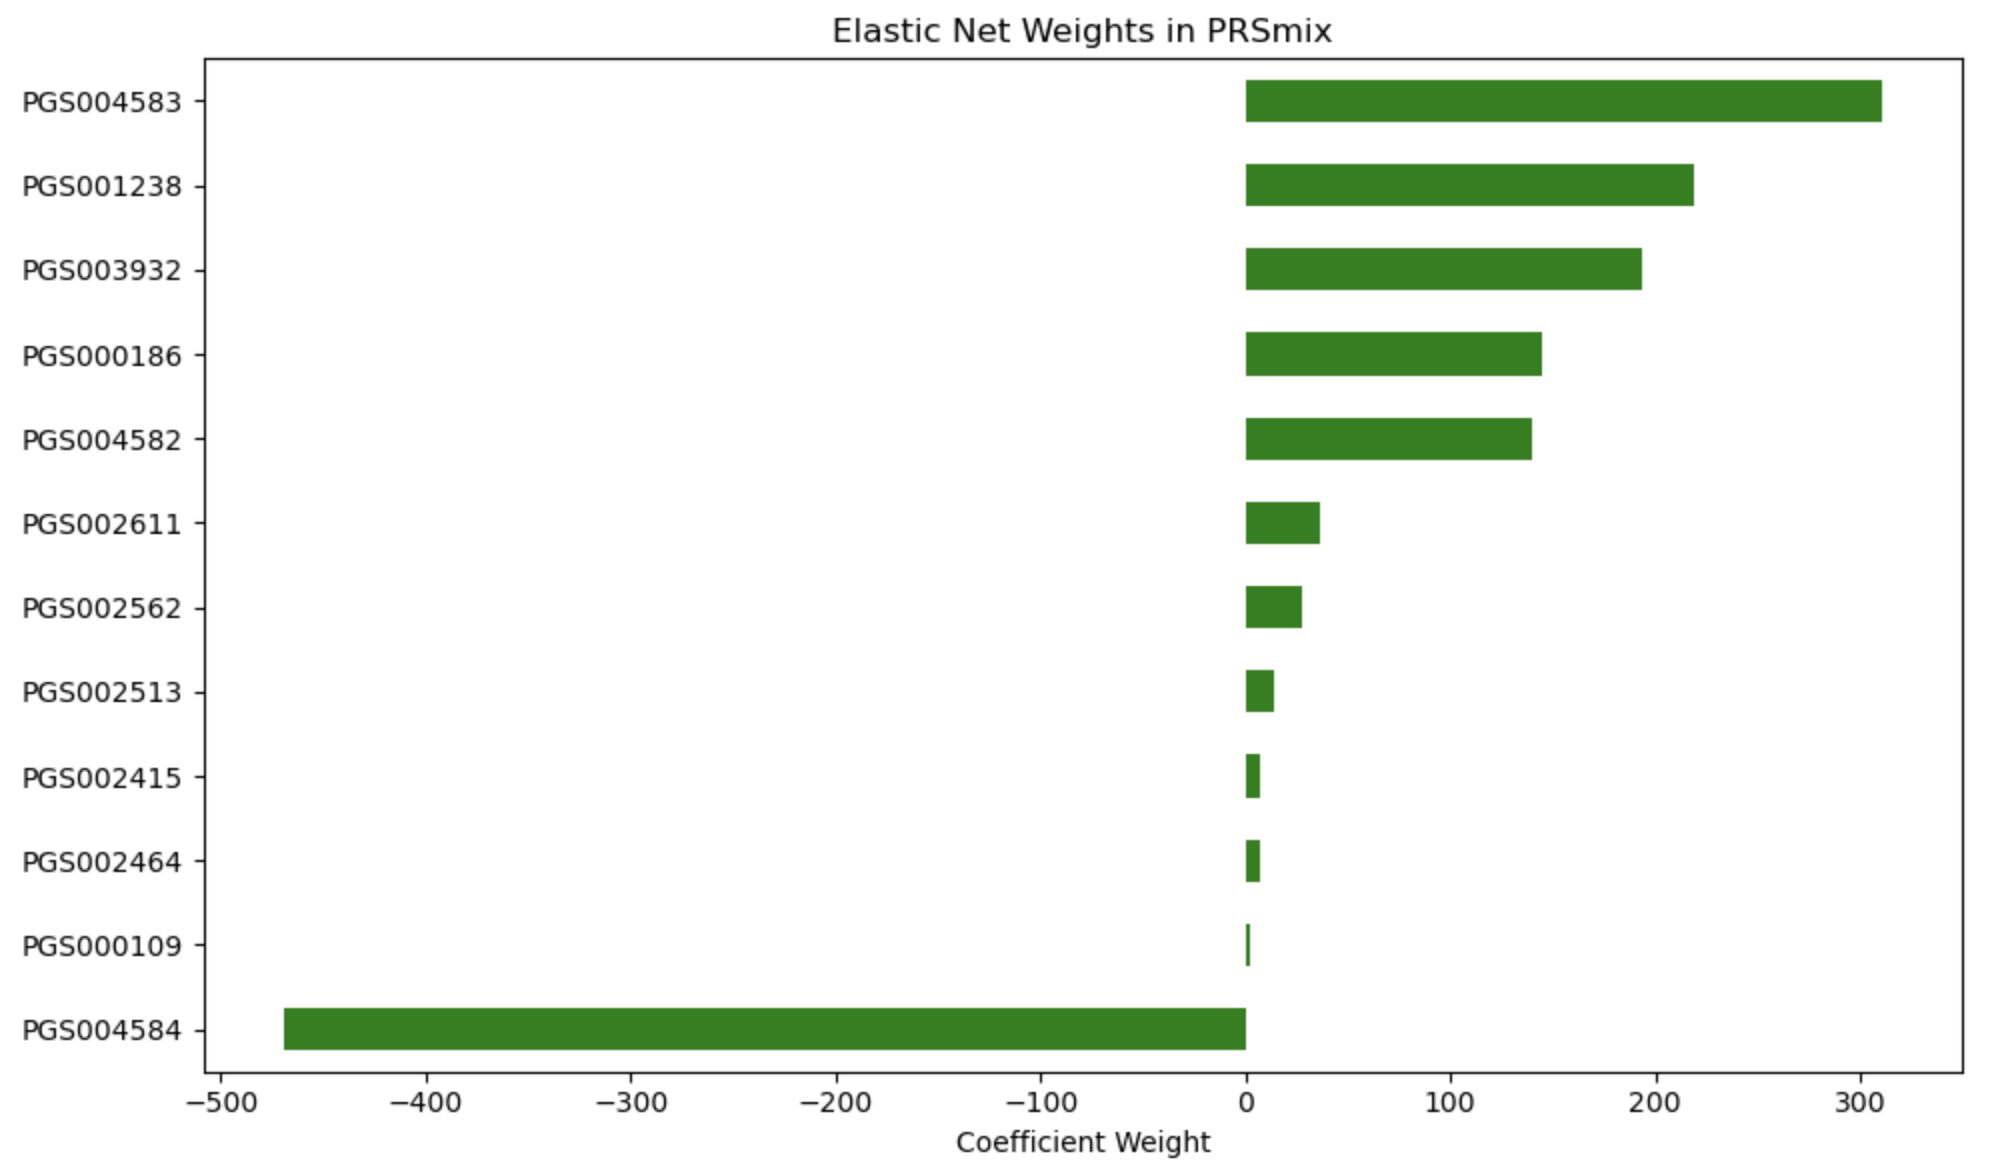 Elastic Net Weights in PRSmix
PGS004583
PGS001238
PGS003932
PGS000186
PGS004582
PGS002611
PGS002562
PGS002513
PGS002415
PGS002464
PGS000109
PGS004584
−500 −400 −300 −200 −100 0 100 200 300
Coefficient Weight